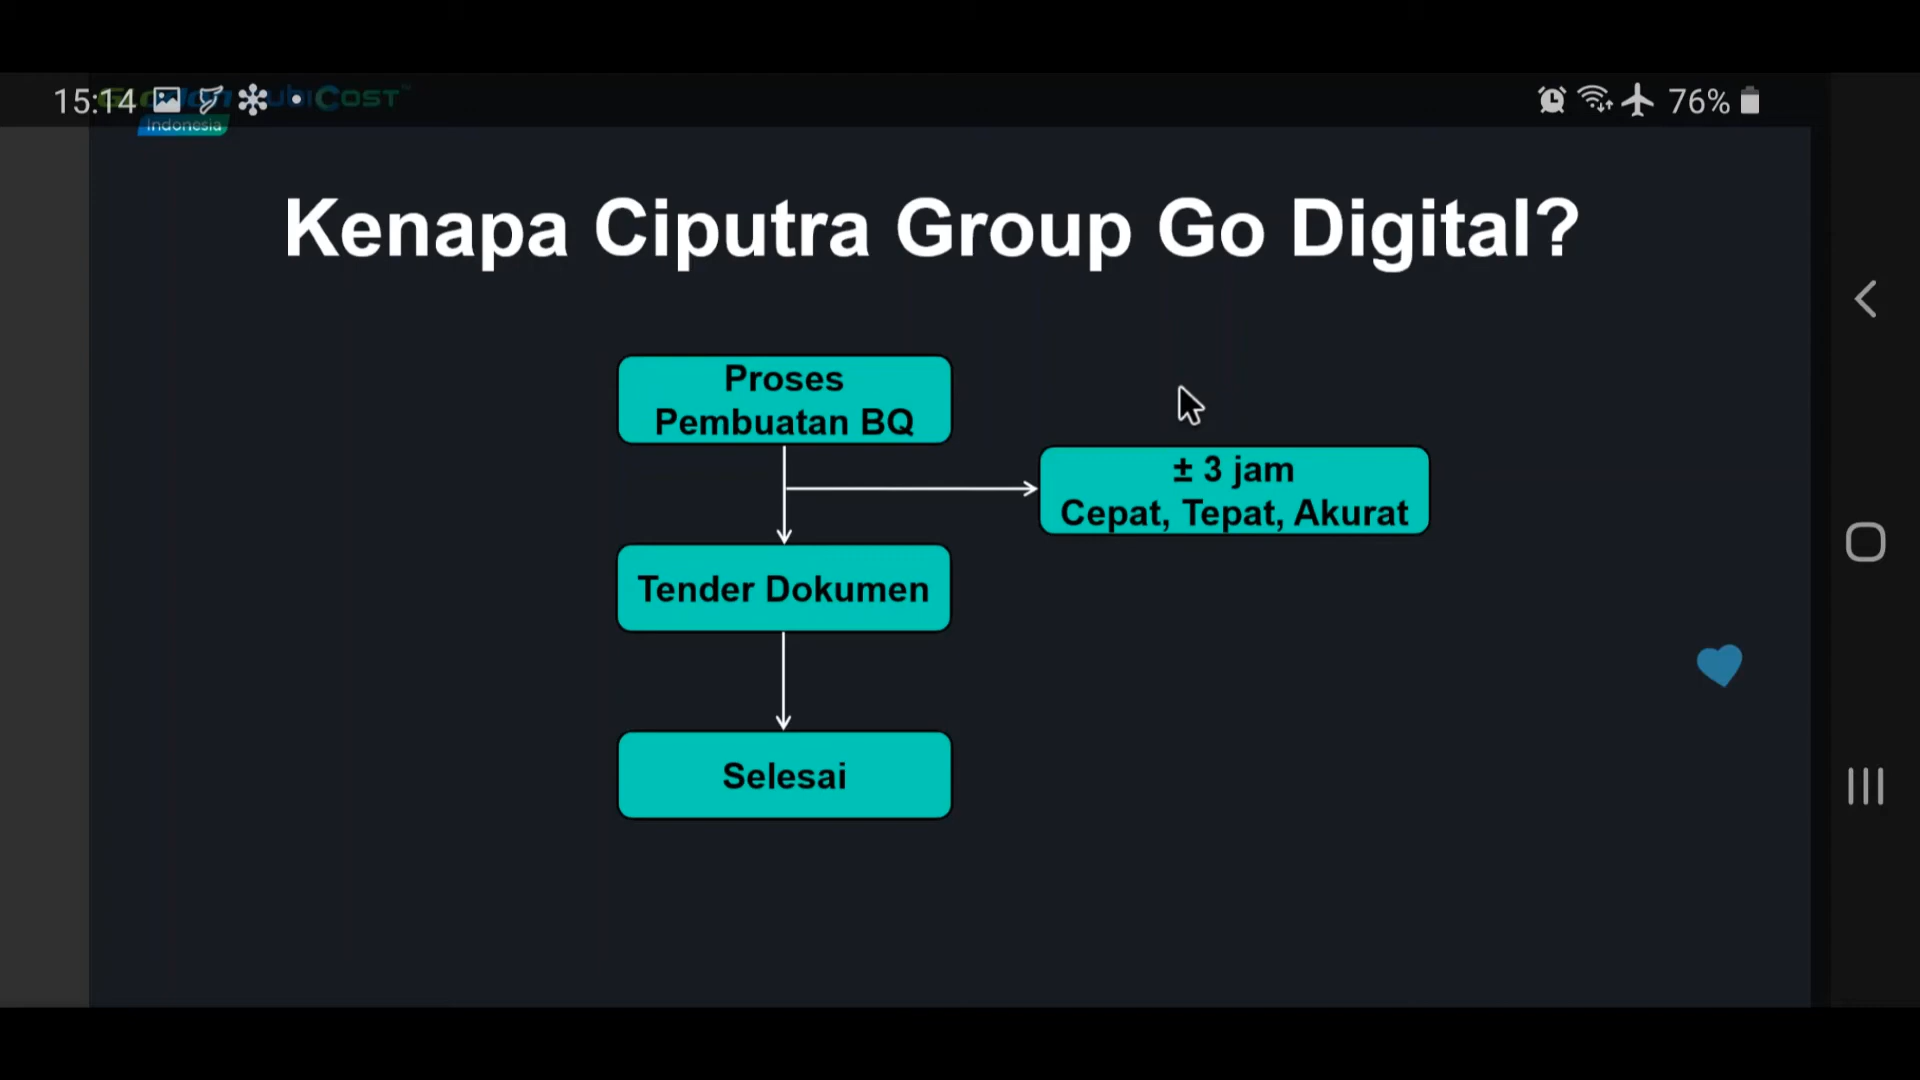 15:14
76%
Indonesia
Kenapa Ciputra Group Go Digital?
Proses
Pembuatan BQ
± 3 jam
Cepat, Tepat, Akurat
Tender Dokumen
Selesai